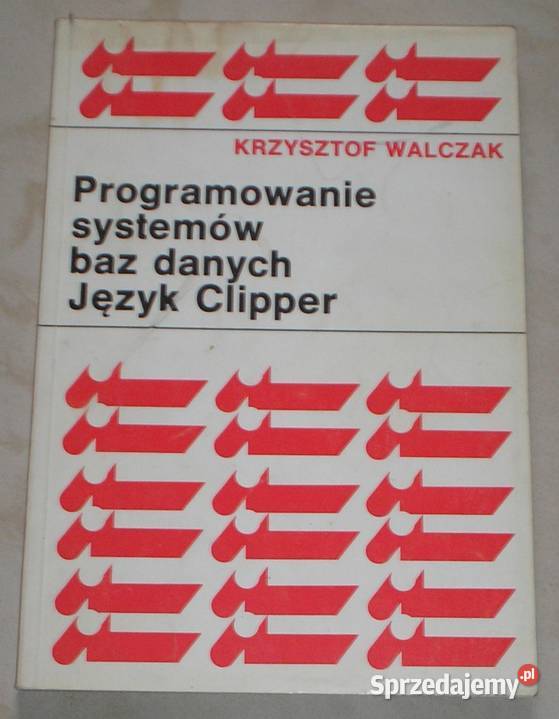 KRZYSZTOF WALCZAK
Programowanie
systemów
baz danych
Język Clipper
Sprzedajemy.pl